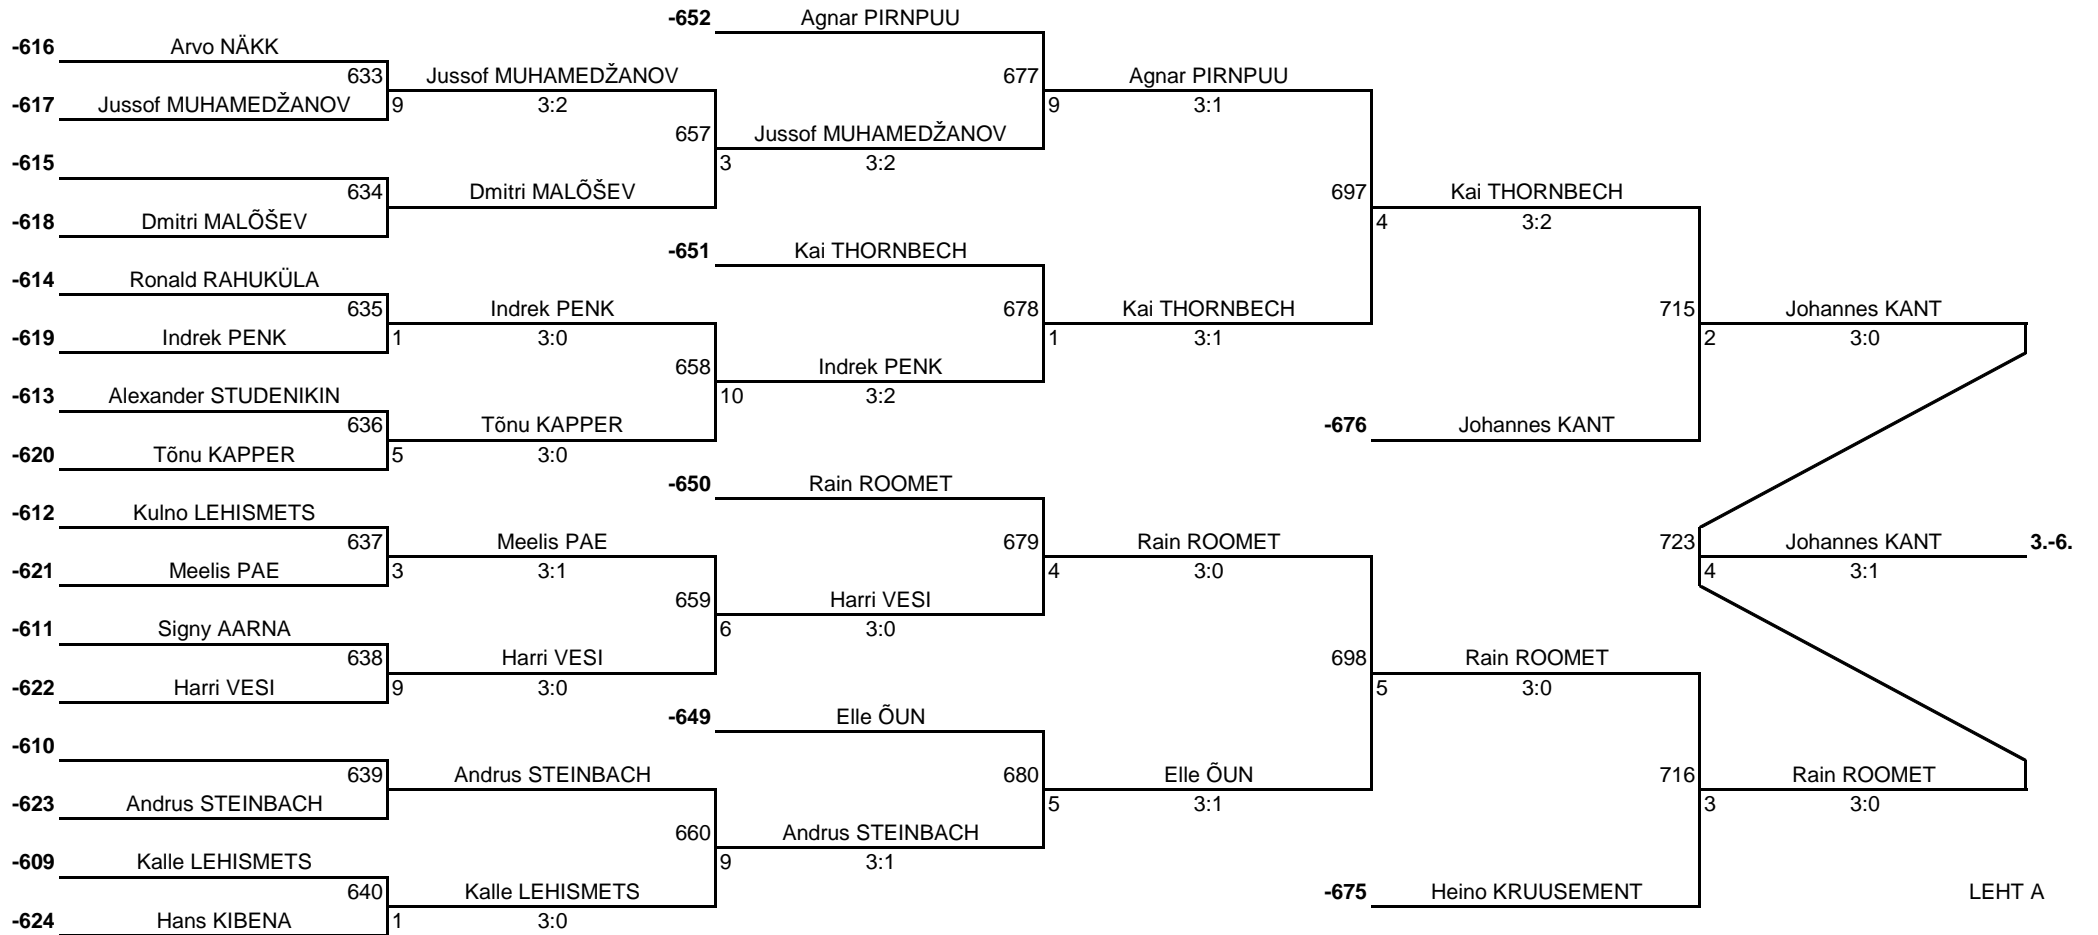 -652 Agnar PIRNPUU
-616 Arvo NÄKK
633 Jussof MUHAMEDŽANOV 677 Agnar PIRNPUU
-617 Jussof MUHAMEDŽANOV 9 3:2 9 3:1
657 Jussof MUHAMEDŽANOV
-615 3 3:2
634 Dmitri MALÕŠEV 697 Kai THORNBECH
-618 Dmitri MALÕŠEV 4 3:2
-651 Kai THORNBECH
-614 Ronald RAHUKÜLA
635 Indrek PENK 678 Kai THORNBECH 715 Johannes KANT
-619 Indrek PENK 1 3:0 1 3:1 2 3:0
658 Indrek PENK
-613 Alexander STUDENIKIN 10 3:2
636 Tõnu KAPPER -676 Johannes KANT
-620 Tõnu KAPPER 5 3:0
-650 Rain ROOMET
-612 Kulno LEHISMETS
637 Meelis PAE 679 Rain ROOMET 723 Johannes KANT 3.-6.
-621 Meelis PAE 3 3:1 4 3:0 4 3:1
659 Harri VESI
-611 Signy AARNA 6 3:0
638 Harri VESI 698 Rain ROOMET
-622 Harri VESI 9 3:0 5 3:0
-649 Elle ÕUN
-610
639 Andrus STEINBACH 680 Elle ÕUN 716 Rain ROOMET
-623 Andrus STEINBACH 5 3:1 3 3:0
660 Andrus STEINBACH
-609 Kalle LEHISMETS 9 3:1
640 Kalle LEHISMETS -675 Heino KRUUSEMENT LEHT A
-624 Hans KIBENA 1 3:0